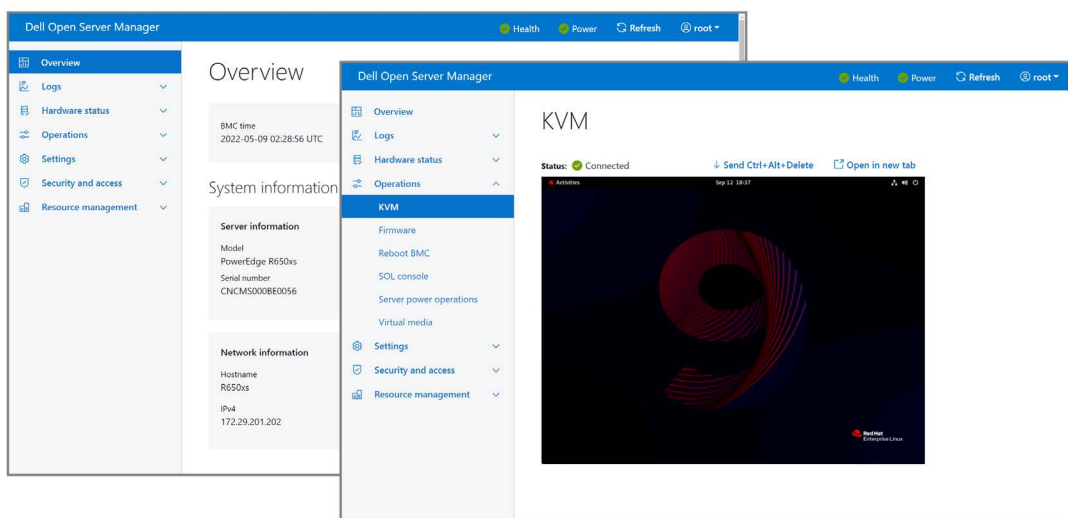 Dell Open Server Manager
Health
Power
Refresh
root
Overview
Logs
Hardware status
Operations
Settings
Security and access
Resource management
Overview
BMC time
2022-05-09 02:28:56 UTC
System information
Server information
Model
PowerEdge R650xs
Serial number
CNCMS000BE0056
Network information
Hostname
R650xs
IPv4
172.29.201.202
Dell Open Server Manager
Health
Power
Refresh
root
Overview
Logs
Hardware status
Operations
KVM
Firmware
Reboot BMC
SOL console
Server power operations
Virtual media
Settings
Security and access
Resource management
KVM
Status: Connected
Send Ctrl+Alt+Delete
Open in new tab
Activities
Sep 12 18:37
9
Red Hat
Enterprise Linux